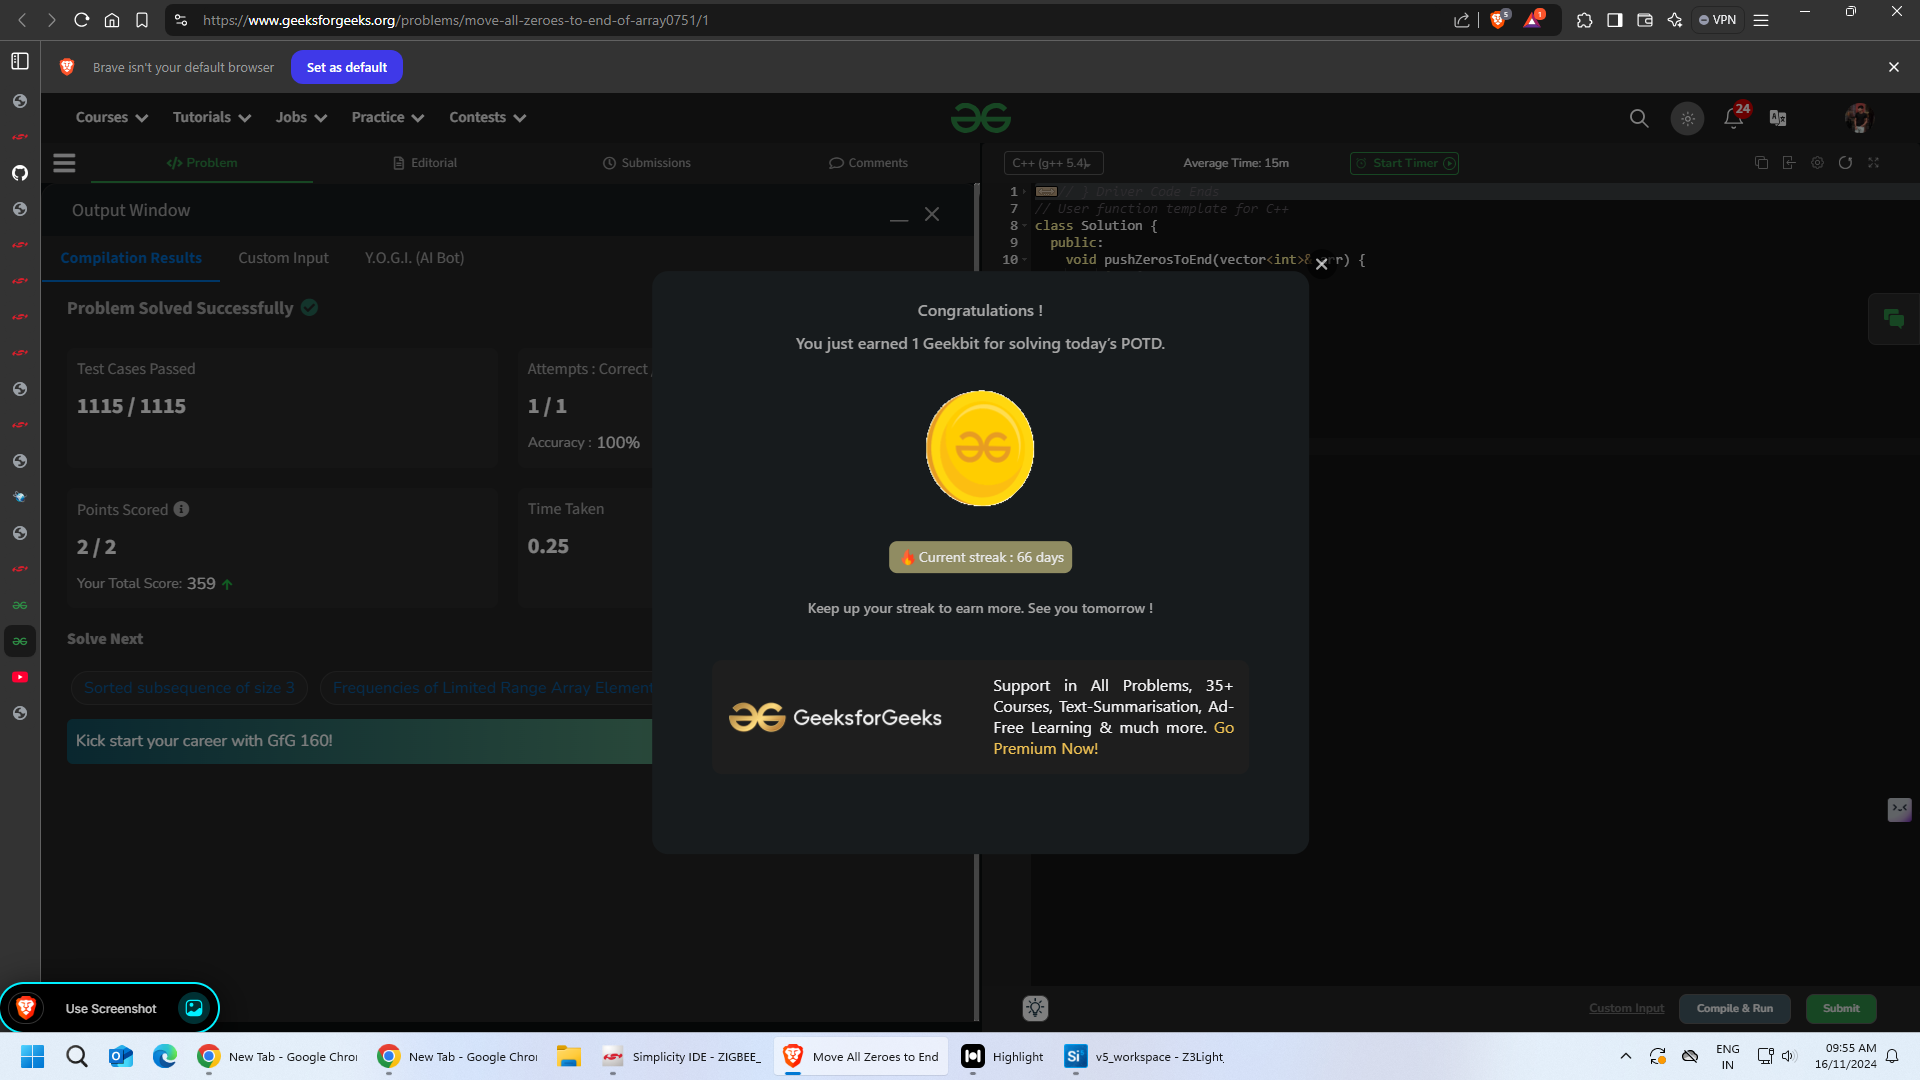 https://www.geeksforgeeks.org/problems/move-all-zeroes-to-end-of-array0751/1
5
1
VPN
Brave isn't your default browser
Set as default
Courses
Tutorials
Jobs
Practice
Contests
24
Problem
Editorial
Submissions
Comments
C++ (g++ 5.4)
Average Time: 15m
Start Timer
Output Window
Compilation Results
Custom Input
Y.O.G.I. (AI Bot)
Problem Solved Successfully
Test Cases Passed
1115 / 1115
Attempts : Correct
1 / 1
Accuracy : 100%
Points Scored
2 / 2
Your Total Score: 359
Time Taken
0.25
Solve Next
Sorted subsequence of size 3
Frequencies of Limited Range Array Element
Kick start your career with GfG 160!
1 // } Driver Code Ends
7 // User function template for C++
8 class Solution {
9 public:
10 void pushZerosToEnd(vector<int>& rr) {
Congratulations !
You just earned 1 Geekbit for solving today's POTD.
Current streak : 66 days
Keep up your streak to earn more. See you tomorrow !
GeeksforGeeks
Support in All Problems, 35+
Courses, Text-Summarisation, Ad-
Free Learning & much more. Go
Premium Now!
Use Screenshot
Custom Input
Compile & Run
Submit
New Tab - Google Chro
New Tab - Google Chro
Simplicity IDE - ZIGBEE_
Move All Zeroes to End
Highlight
v5_workspace - Z3Light_
ENG
IN
09:55 AM
16/11/2024